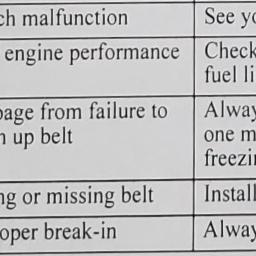 ch malfunction
See yo
engine performance
Check
fuel li
page from failure to
Alway
n up belt
one m
freezin
ng or missing belt
Install
oper break-in
Alway